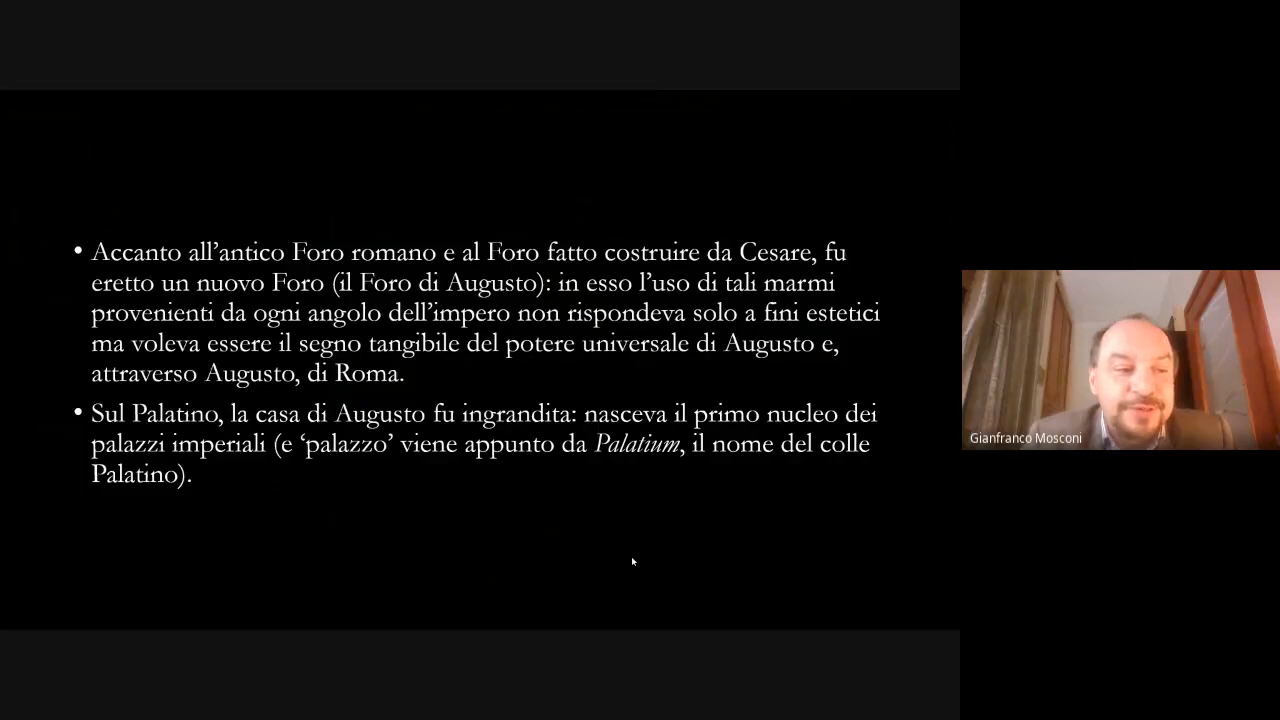 • Accanto all’antico Foro romano e al Foro fatto costruire da Cesare, fu
eretto un nuovo Foro (il Foro di Augusto): in esso l’uso di tali marmi
provenienti da ogni angolo dell’impero non rispondeva solo a fini estetici
ma voleva essere il segno tangibile del potere universale di Augusto e,
attraverso Augusto, di Roma.
• Sul Palatino, la casa di Augusto fu ingrandita: nasceva il primo nucleo dei
palazzi imperiali (e ‘palazzo’ viene appunto da Palatium, il nome del colle
Palatino).
Gianfranco Mosconi